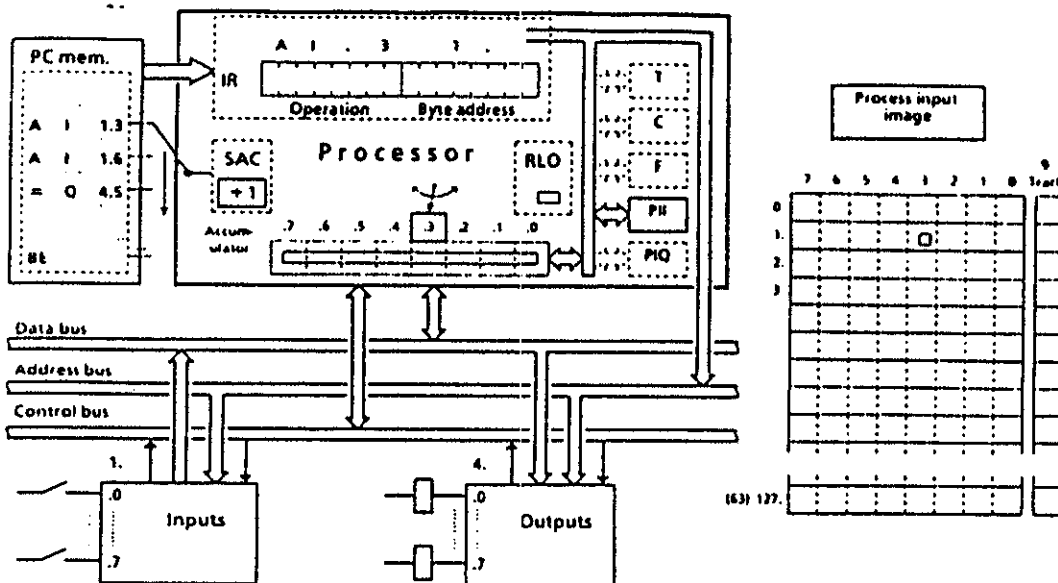 PC mem.
A I 1.3
A I 1.6
= Q 4.5
BE
IR
A I . 3 1 .
Operation Byte address
Processor
SAC
+ 1
RLO
Accum-
ulator
.7 .6 .5 .4 .3 .2 .1 .0
T
C
F
PII
PIQ
Data bus
Address bus
Control bus
1.
.0
Inputs
.7
4.
.0
Outputs
.7
Process input
image
7 6 5 4 3 2 1 0
0
1.
2.
3
(63) 127.